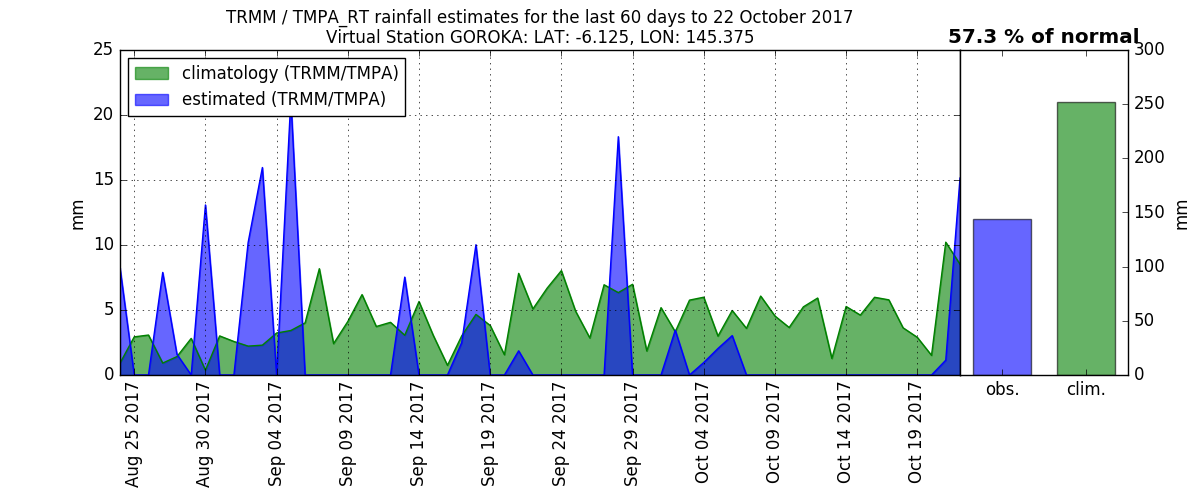 TRMM / TMPA_RT rainfall estimates for the last 60 days to 22 October 2017
Virtual Station GOROKA: LAT: -6.125, LON: 145.375
57.3 % of normal
climatology (TRMM/TMPA)
estimated (TRMM/TMPA)
25
20
15
10
5
0
mm
Aug 25 2017
Aug 30 2017
Sep 04 2017
Sep 09 2017
Sep 14 2017
Sep 19 2017
Sep 24 2017
Sep 29 2017
Oct 04 2017
Oct 09 2017
Oct 14 2017
Oct 19 2017
300
250
200
150
100
50
0
mm
obs.
clim.